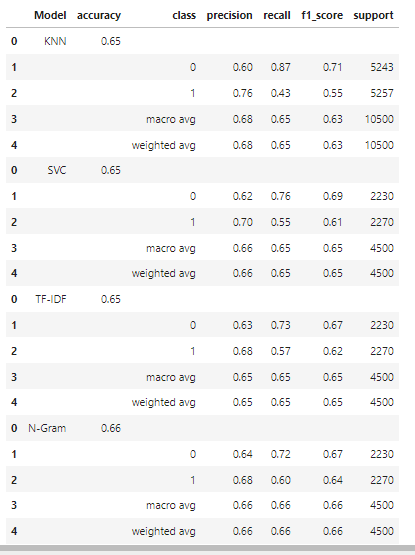 Model accuracy class precision recall f1_score support
0 KNN 0.65
1 0 0.60 0.87 0.71 5243
2 1 0.76 0.43 0.55 5257
3 macro avg 0.68 0.65 0.63 10500
4 weighted avg 0.68 0.65 0.63 10500
0 SVC 0.65
1 0 0.62 0.76 0.69 2230
2 1 0.70 0.55 0.61 2270
3 macro avg 0.66 0.65 0.65 4500
4 weighted avg 0.66 0.65 0.65 4500
0 TF-IDF 0.65
1 0 0.63 0.73 0.67 2230
2 1 0.68 0.57 0.62 2270
3 macro avg 0.65 0.65 0.65 4500
4 weighted avg 0.65 0.65 0.65 4500
0 N-Gram 0.66
1 0 0.64 0.72 0.67 2230
2 1 0.68 0.60 0.64 2270
3 macro avg 0.66 0.66 0.66 4500
4 weighted avg 0.66 0.66 0.66 4500